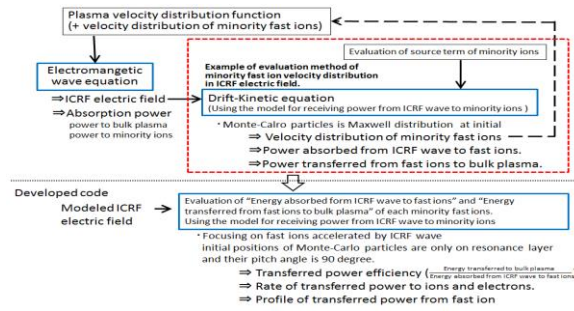 Plasma velocity distribution function
(+ velocity distribution of minority fast ions)
Evaluation of source term of minority ions
Electromangetic
wave equation
Example of evaluation method of
minority fast ion velocity distribution
in ICRF electric field.
⇒ICRF electric field
⇒Absorption power
power to bulk plasma
power to minority ions
Drift-Kinetic equation
(Using the model for receiving power from ICRF wave to minority ions )
・Monte-Calro particles is Maxwell distribution at initial
⇒ Velocity distribution of minority fast ions
⇒Power absorbed from ICRF wave to fast ions.
⇒Power transferred from fast ions to bulk plasma.
Developed code
Modeled ICRF
electric field
Evaluation of “Energy absorbed form ICRF wave to fast ions” and “Energy
transferred from fast ions to bulk plasma” of each minority fast ions.
Using the model for receiving power from ICRF wave to minority ions
・Focusing on fast ions accelerated by ICRF wave
initial positions of Monte-Carlo particles are only on resonance layer
and their pitch angle is 90 degree.
⇒ Transferred power efficiency (Energy transferred to bulk plasma
Energy absorbed from ICRF wave to fast ions)
⇒ Rate of transferred power to ions and electrons.
⇒ Profile of transferred power from fast ion